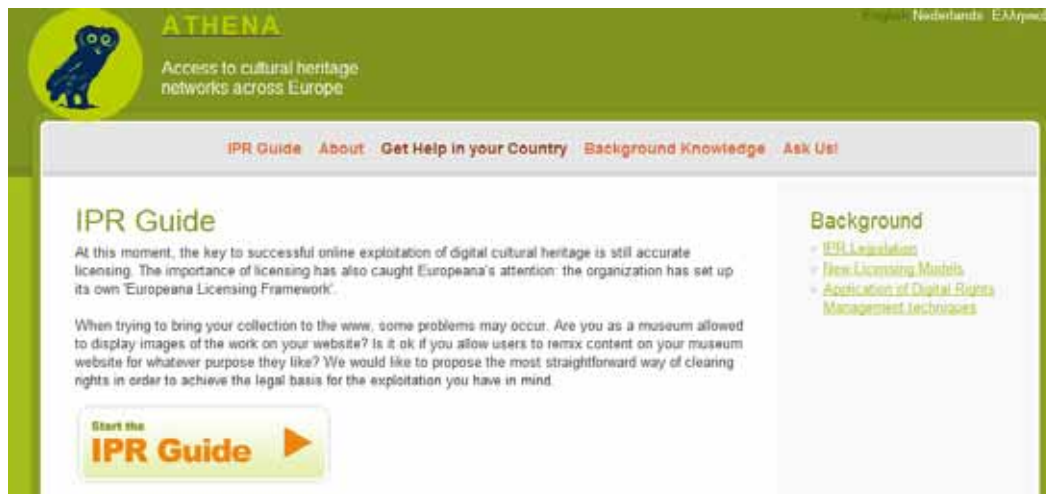 ATHENA
English Nederlands Ελληνικά
Access to cultural heritage
networks across Europe
IPR Guide About Get Help in your Country Background Knowledge Ask Us!
IPR Guide
At this moment, the key to successful online exploitation of digital cultural heritage is still accurate
licensing. The importance of licensing has also caught Europeana's attention: the organization has set up
its own 'Europeana Licensing Framework'.
When trying to bring your collection to the www, some problems may occur. Are you as a museum allowed
to display images of the work on your website? Is it ok if you allow users to remix content on your museum
website for whatever purpose they like? We would like to propose the most straightforward way of clearing
rights in order to achieve the legal basis for the exploitation you have in mind.
Start the
IPR Guide
Background
IPR Legislation
New Licensing Models
Application of Digital Rights
Management techniques